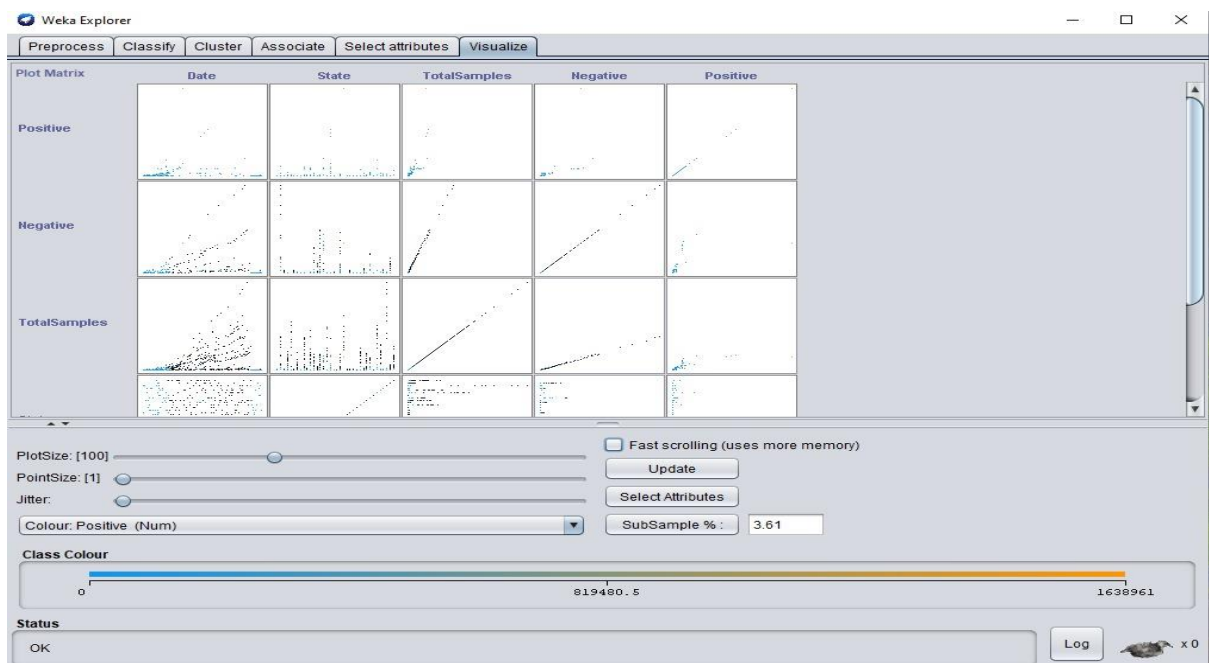 Weka Explorer
Preprocess Classify Cluster Associate Select attributes Visualize
Plot Matrix Date State TotalSamples Negative Positive
Positive
Negative
TotalSamples
PlotSize: [100]
PointSize: [1]
Jitter:
Colour: Positive (Num)
Fast scrolling (uses more memory)
Update
Select Attributes
SubSample % : 3.61
Class Colour
0 819480.5 1638961
Status
OK
Log
x 0